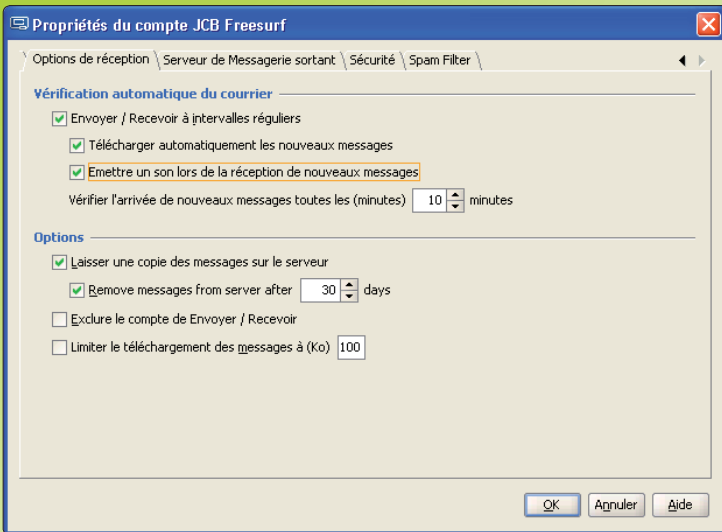 Propriétés du compte JCB Freesurf
Options de réception Serveur de Messagerie sortant Sécurité Spam Filter
Vérification automatique du courrier
Envoyer / Recevoir à intervalles réguliers
Télécharger automatiquement les nouveaux messages
Emettre un son lors de la réception de nouveaux messages
Vérifier l'arrivée de nouveaux messages toutes les (minutes) 10 minutes
Options
Laisser une copie des messages sur le serveur
Remove messages from server after 30 days
Exclure le compte de Envoyer / Recevoir
Limiter le téléchargement des messages à (Ko) 100
OK Annuler Aide